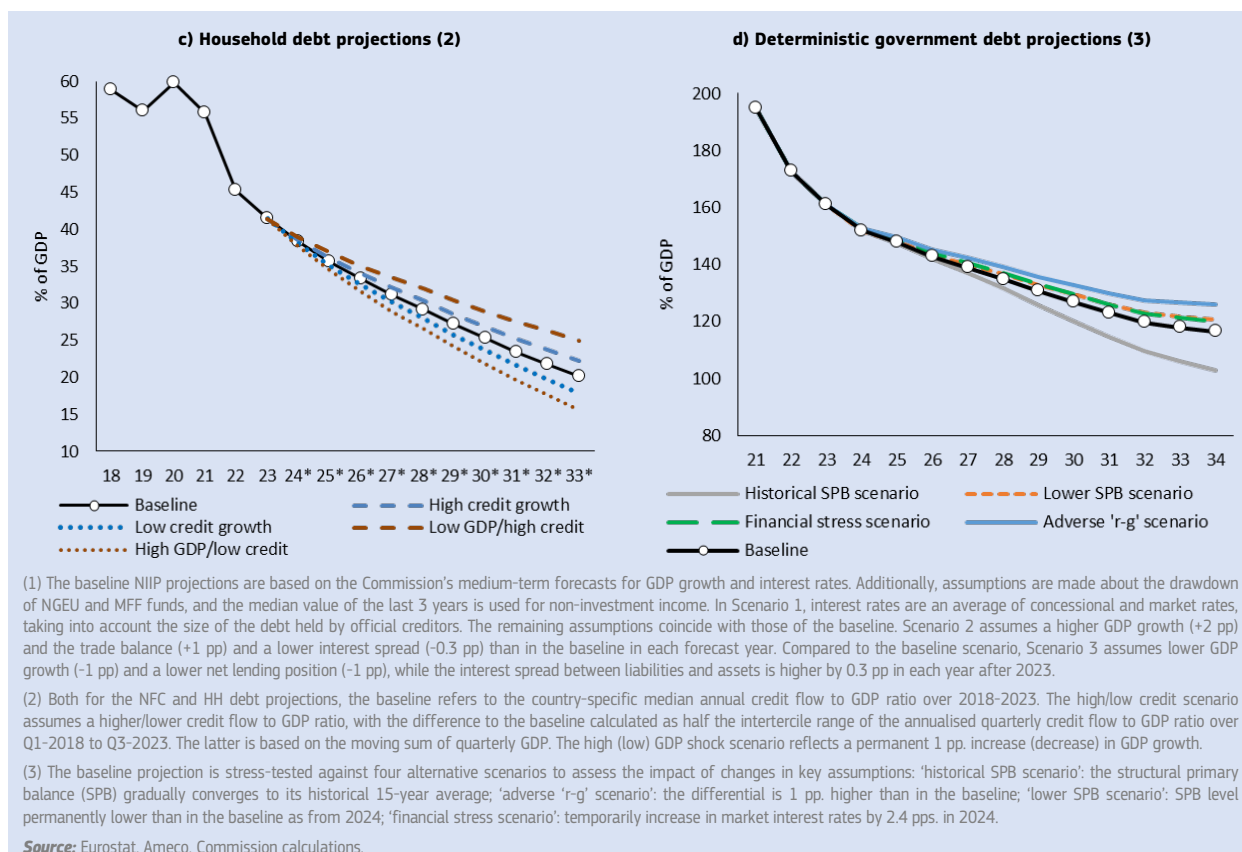 c) Household debt projections (2)
60
55
50
45
40
35
30
25
20
15
10
% of GDP
18 19 20 21 22 23 24* 25* 26* 27* 28* 29* 30* 31* 32* 33*
Baseline
High credit growth
Low credit growth
Low GDP/high credit
High GDP/low credit
d) Deterministic government debt projections (3)
200
180
160
140
120
100
80
% of GDP
21 22 23 24 25 26 27 28 29 30 31 32 33 34
Historical SPB scenario
Lower SPB scenario
Financial stress scenario
Adverse 'r-g' scenario
Baseline
(1) The baseline NIIP projections are based on the Commission's medium-term forecasts for GDP growth and interest rates. Additionally, assumptions are made about the drawdown
of NGEU and MFF funds, and the median value of the last 3 years is used for non-investment income. In Scenario 1, interest rates are an average of concessional and market rates,
taking into account the size of the debt held by official creditors. The remaining assumptions coincide with those of the baseline. Scenario 2 assumes a higher GDP growth (+2 pp)
and the trade balance (+1 pp) and a lower interest spread (-0.3 pp) than in the baseline in each forecast year. Compared to the baseline scenario, Scenario 3 assumes lower GDP
growth (-1 pp) and a lower net lending position (-1 pp), while the interest spread between liabilities and assets is higher by 0.3 pp in each year after 2023.
(2) Both for the NFC and HH debt projections, the baseline refers to the country-specific median annual credit flow to GDP ratio over 2018-2023. The high/low credit scenario
assumes a higher/lower credit flow to GDP ratio, with the difference to the baseline calculated as half the intertercile range of the annualised quarterly credit flow to GDP ratio over
Q1-2018 to Q3-2023. The latter is based on the moving sum of quarterly GDP. The high (low) GDP shock scenario reflects a permanent 1 pp. increase (decrease) in GDP growth.
(3) The baseline projection is stress-tested against four alternative scenarios to assess the impact of changes in key assumptions: 'historical SPB scenario': the structural primary
balance (SPB) gradually converges to its historical 15-year average; 'adverse 'r-g' scenario': the differential is 1 pp. higher than in the baseline; 'lower SPB scenario': SPB level
permanently lower than in the baseline as from 2024; 'financial stress scenario': temporarily increase in market interest rates by 2.4 pps. in 2024.
Source: Eurostat, Ameco, Commission calculations.